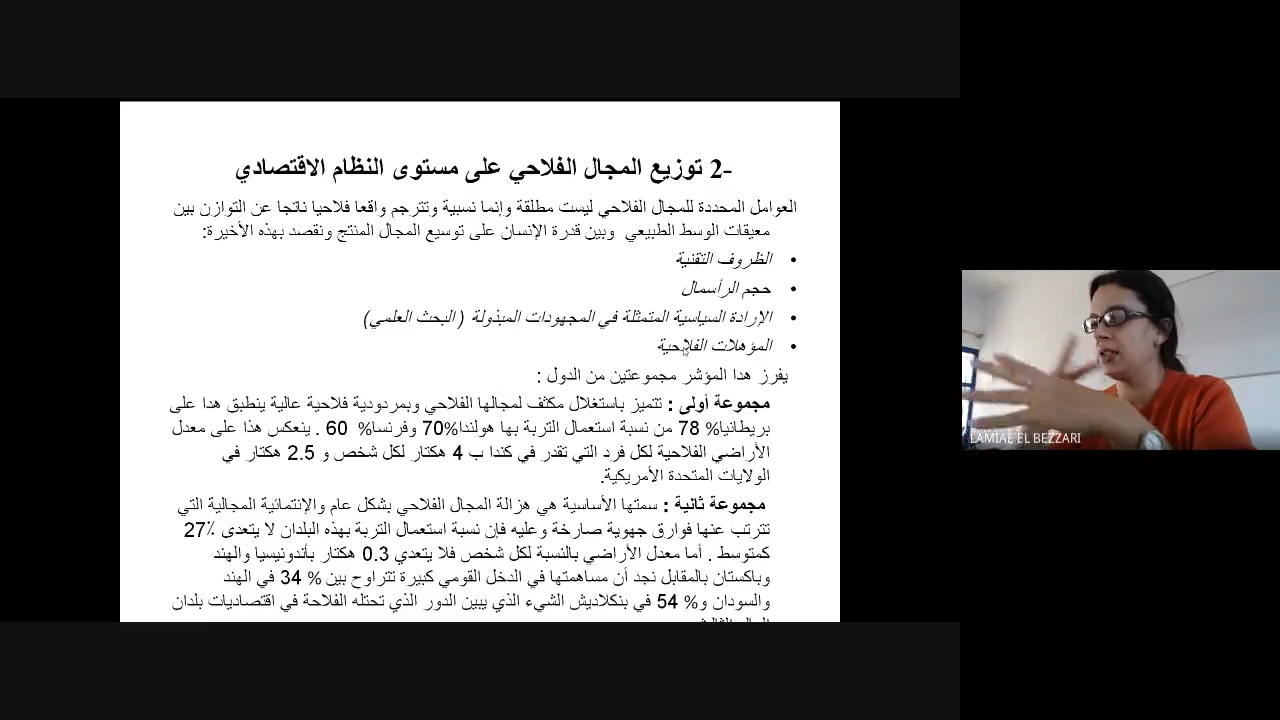 2- توزيع المجال الفلاحي على مستوى النظام الاقتصادي
العوامل المحددة للمجال الفلاحي ليست مطلقة وإنما نسبية وتترجم واقعا فلاحيا ناتجا عن التوازن بين
معيقات الوسط الطبيعي وبين قدرة الإنسان على توسيع المجال المنتج ونقصد بهذه الأخيرة:
• الظروف التقنية
• حجم الرأسمال
• الإرادة السياسية المتمثلة في المجهودات المبذولة (البحث العلمي)
• المؤهلات الفلاحية
يفرز هدا المؤشر مجموعتين من الدول :
مجموعة أولى : تتميز باستغلال مكثف لمجالها الفلاحي وبمردودية فلاحية عالية ينطبق هدا على
بريطانيا% 78 من نسبة استعمال التربة بها هولندا%70 وفرنسا% 60 . ينعكس هذا على معدل
الأراضي الفلاحية لكل فرد التي تقدر في كندا ب 4 هكتار لكل شخص و 2.5 هكتار في
الولايات المتحدة الأمريكية.
مجموعة ثانية : سمتها الأساسية هي هزالة المجال الفلاحي بشكل عام والإنتمائية المجالية التي
تترتب عنها فوارق جهوية صارخة وعليه فإن نسبة استعمال التربة بهذه البلدان لا يتعدى 27٪
كمتوسط . أما معدل الأراضي بالنسبة لكل شخص فلا يتعدي 0.3 هكتار بأندونيسيا والهند
وباكستان بالمقابل نجد أن مساهمتها في الدخل القومي كبيرة تتراوح بين % 34 في الهند
والسودان و% 54 في بنكلاديش الشيء الذي يبين الدور الذي تحتله الفلاحة في اقتصاديات بلدان
LAMIAE EL BEZZARI